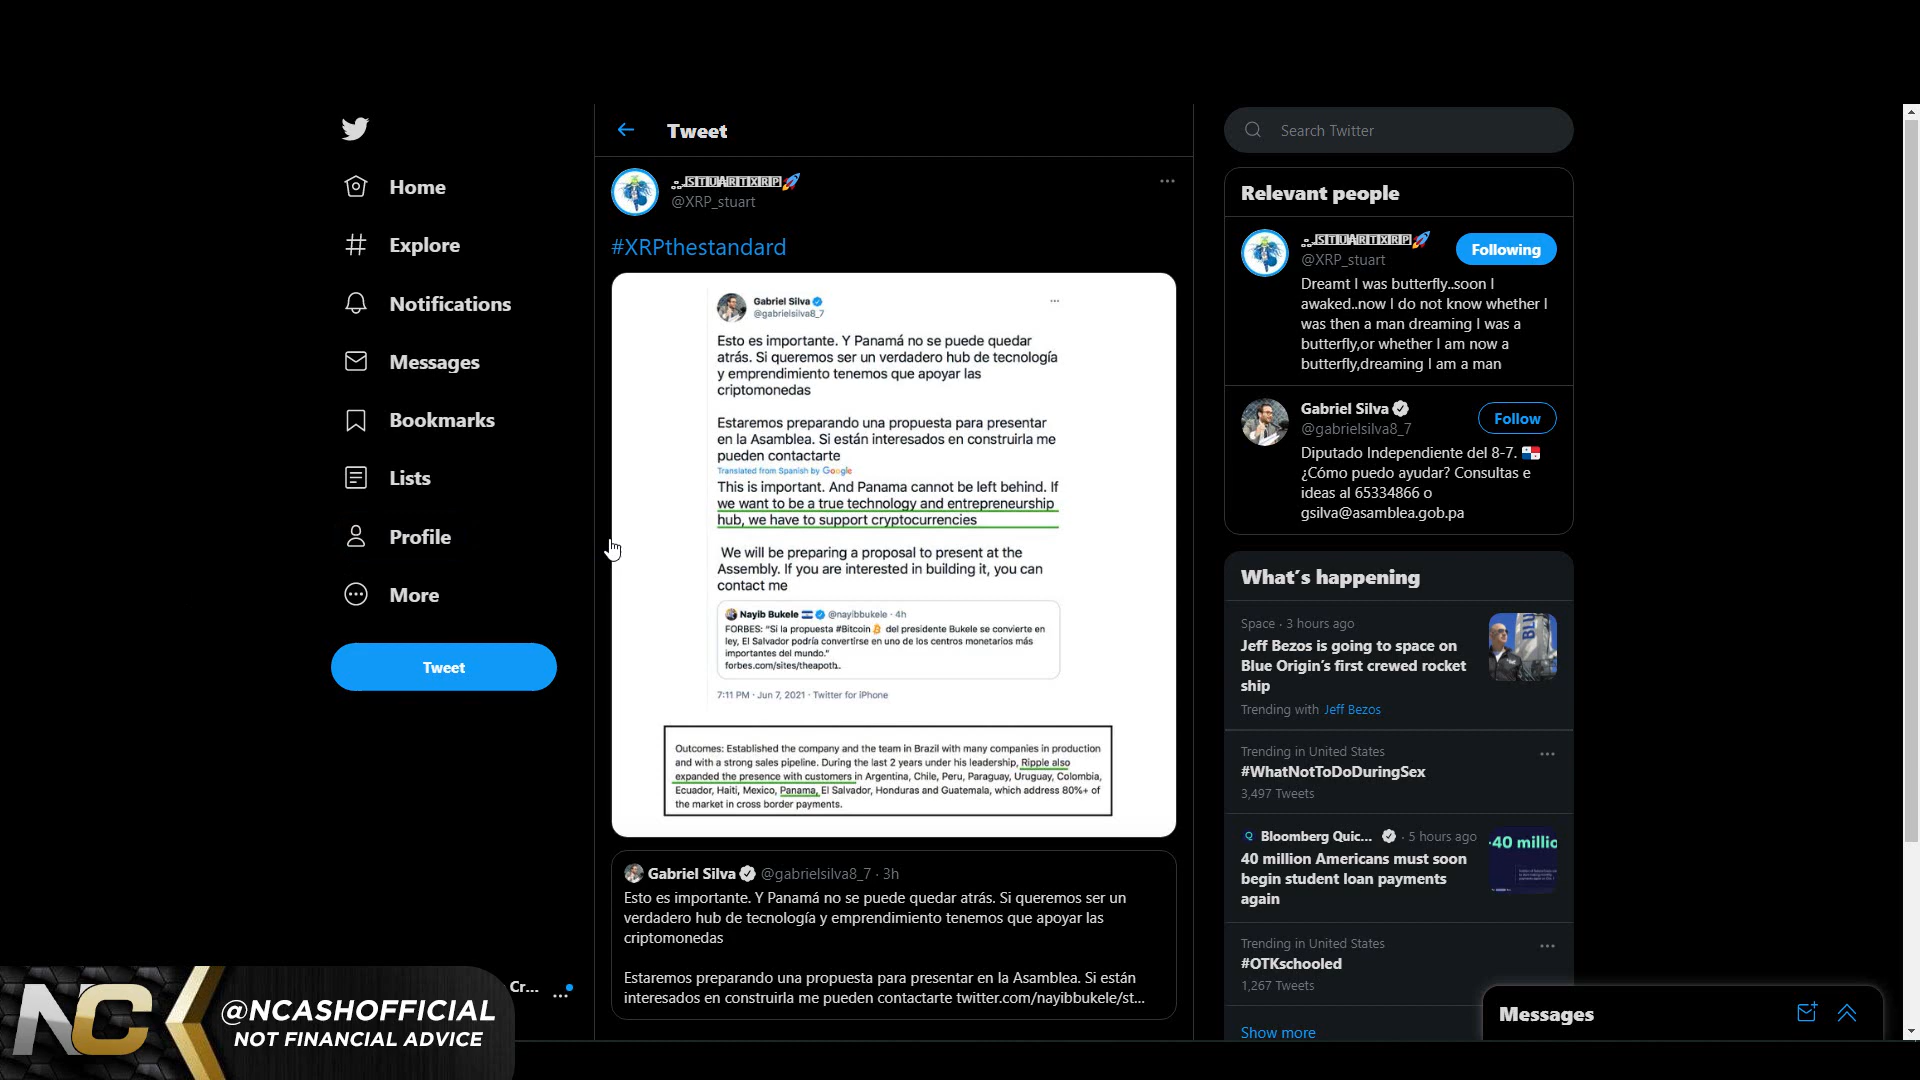 Home
Explore
Notifications
Messages
Bookmarks
Lists
Profile
More
Tweet
Cr...
Tweet
STUARTXRP🚀
@XRP_stuart
#XRPthestandard
Gabriel Silva
@gabrielsilva8_7
Esto es importante. Y Panamá no se puede quedar
atrás. Si queremos ser un verdadero hub de tecnología
y emprendimiento tenemos que apoyar las
criptomonedas
Estaremos preparando una propuesta para presentar
en la Asamblea. Si están interesados en construirla me
pueden contactarte
Translated from Spanish by Google
This is important. And Panama cannot be left behind. If
we want to be a true technology and entrepreneurship
hub, we have to support cryptocurrencies
We will be preparing a proposal to present at the
Assembly. If you are interested in building it, you can
contact me
Nayib Bukele 🇸🇻 @nayibbukele · 4h
FORBES: "Si la propuesta #Bitcoin del presidente Bukele se convierte en
ley, El Salvador podría convertirse en uno de los centros monetarios más
importantes del mundo."
forbes.com/sites/theapoth..
7:11 PM · Jun 7, 2021 · Twitter for iPhone
Outcomes: Established the company and the team in Brazil with many companies in production
and with a strong sales pipeline. During the last 2 years under his leadership, Ripple also
expanded the presence with customers in Argentina, Chile, Peru, Paraguay, Uruguay, Colombia,
Ecuador, Haiti, Mexico, Panama, El Salvador, Honduras and Guatemala, which address 80%+ of
the market in cross border payments.
Gabriel Silva @gabrielsilva8_7 · 3h
Esto es importante. Y Panamá no se puede quedar atrás. Si queremos ser un
verdadero hub de tecnología y emprendimiento tenemos que apoyar las
criptomonedas
Estaremos preparando una propuesta para presentar en la Asamblea. Si están
interesados en construirla me pueden contactarte twitter.com/nayibbukele/st...
Search Twitter
Relevant people
STUARTXRP🚀
@XRP_stuart
Following
Dreamt I was butterfly..soon I
awaked..now I do not know whether I
was then a man dreaming I was a
butterfly,or whether I am now a
butterfly,dreaming I am a man
Gabriel Silva
@gabrielsilva8_7
Follow
Diputado Independiente del 8-7. 🇵🇦
¿Cómo puedo ayudar? Consultas e
ideas al 65334866 o
gsilva@asamblea.gob.pa
What's happening
Space · 3 hours ago
Jeff Bezos is going to space on
Blue Origin's first crewed rocket
ship
Trending with Jeff Bezos
Trending in United States
#WhatNotToDoDuringSex
3,497 Tweets
Bloomberg Quic... · 5 hours ago
40 million Americans must soon
begin student loan payments
again
40 millio
Trending in United States
#OTKschooled
1,267 Tweets
Show more
Messages
NC
@NCASHOFFICIAL
NOT FINANCIAL ADVICE